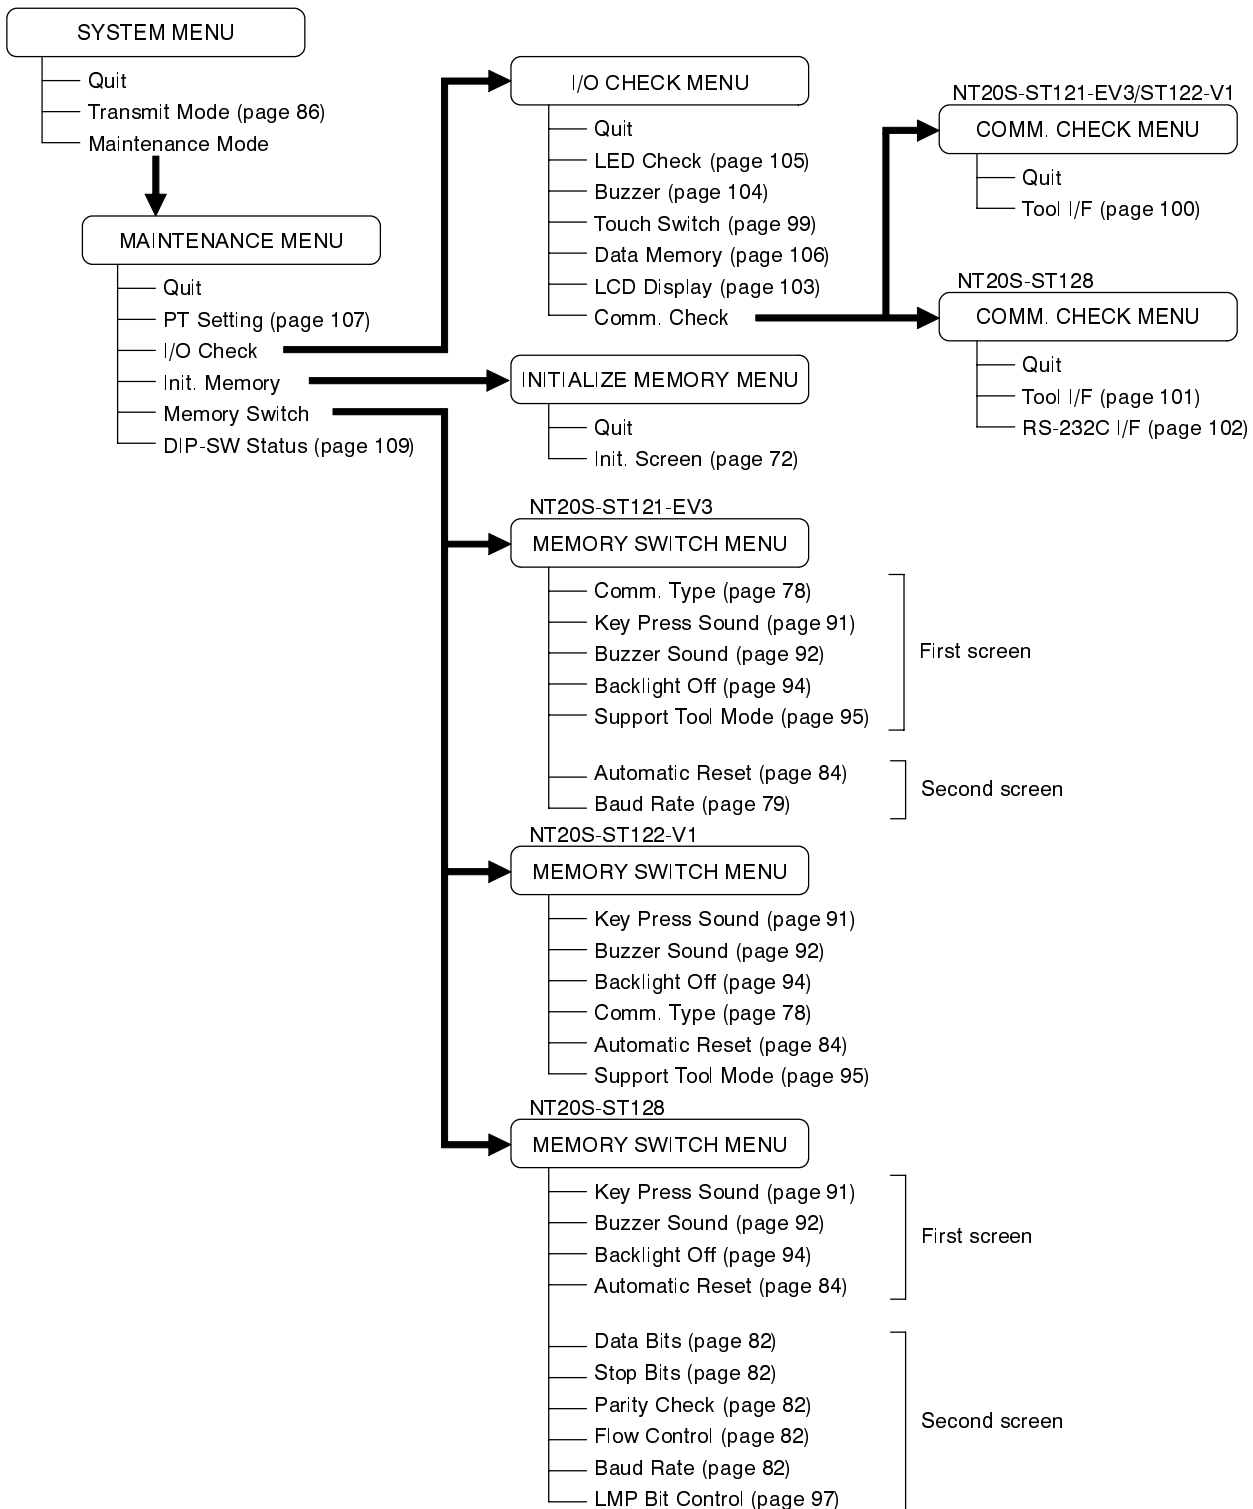 SYSTEM MENU
Quit
Transmit Mode (page 86)
Maintenance Mode
MAINTENANCE MENU
Quit
PT Setting (page 107)
I/O Check
Init. Memory
Memory Switch
DIP-SW Status (page 109)
I/O CHECK MENU
Quit
LED Check (page 105)
Buzzer (page 104)
Touch Switch (page 99)
Data Memory (page 106)
LCD Display (page 103)
Comm. Check
NT20S-ST121-EV3/ST122-V1
COMM. CHECK MENU
Quit
Tool I/F (page 100)
NT20S-ST128
COMM. CHECK MENU
Quit
Tool I/F (page 101)
RS-232C I/F (page 102)
INITIALIZE MEMORY MENU
Quit
Init. Screen (page 72)
NT20S-ST121-EV3
MEMORY SWITCH MENU
Comm. Type (page 78)
Key Press Sound (page 91)
Buzzer Sound (page 92)
Backlight Off (page 94)
Support Tool Mode (page 95)
First screen
Automatic Reset (page 84)
Baud Rate (page 79)
Second screen
NT20S-ST122-V1
MEMORY SWITCH MENU
Key Press Sound (page 91)
Buzzer Sound (page 92)
Backlight Off (page 94)
Comm. Type (page 78)
Automatic Reset (page 84)
Support Tool Mode (page 95)
NT20S-ST128
MEMORY SWITCH MENU
Key Press Sound (page 91)
Buzzer Sound (page 92)
Backlight Off (page 94)
Automatic Reset (page 84)
First screen
Data Bits (page 82)
Stop Bits (page 82)
Parity Check (page 82)
Flow Control (page 82)
Baud Rate (page 82)
LMP Bit Control (page 97)
Second screen